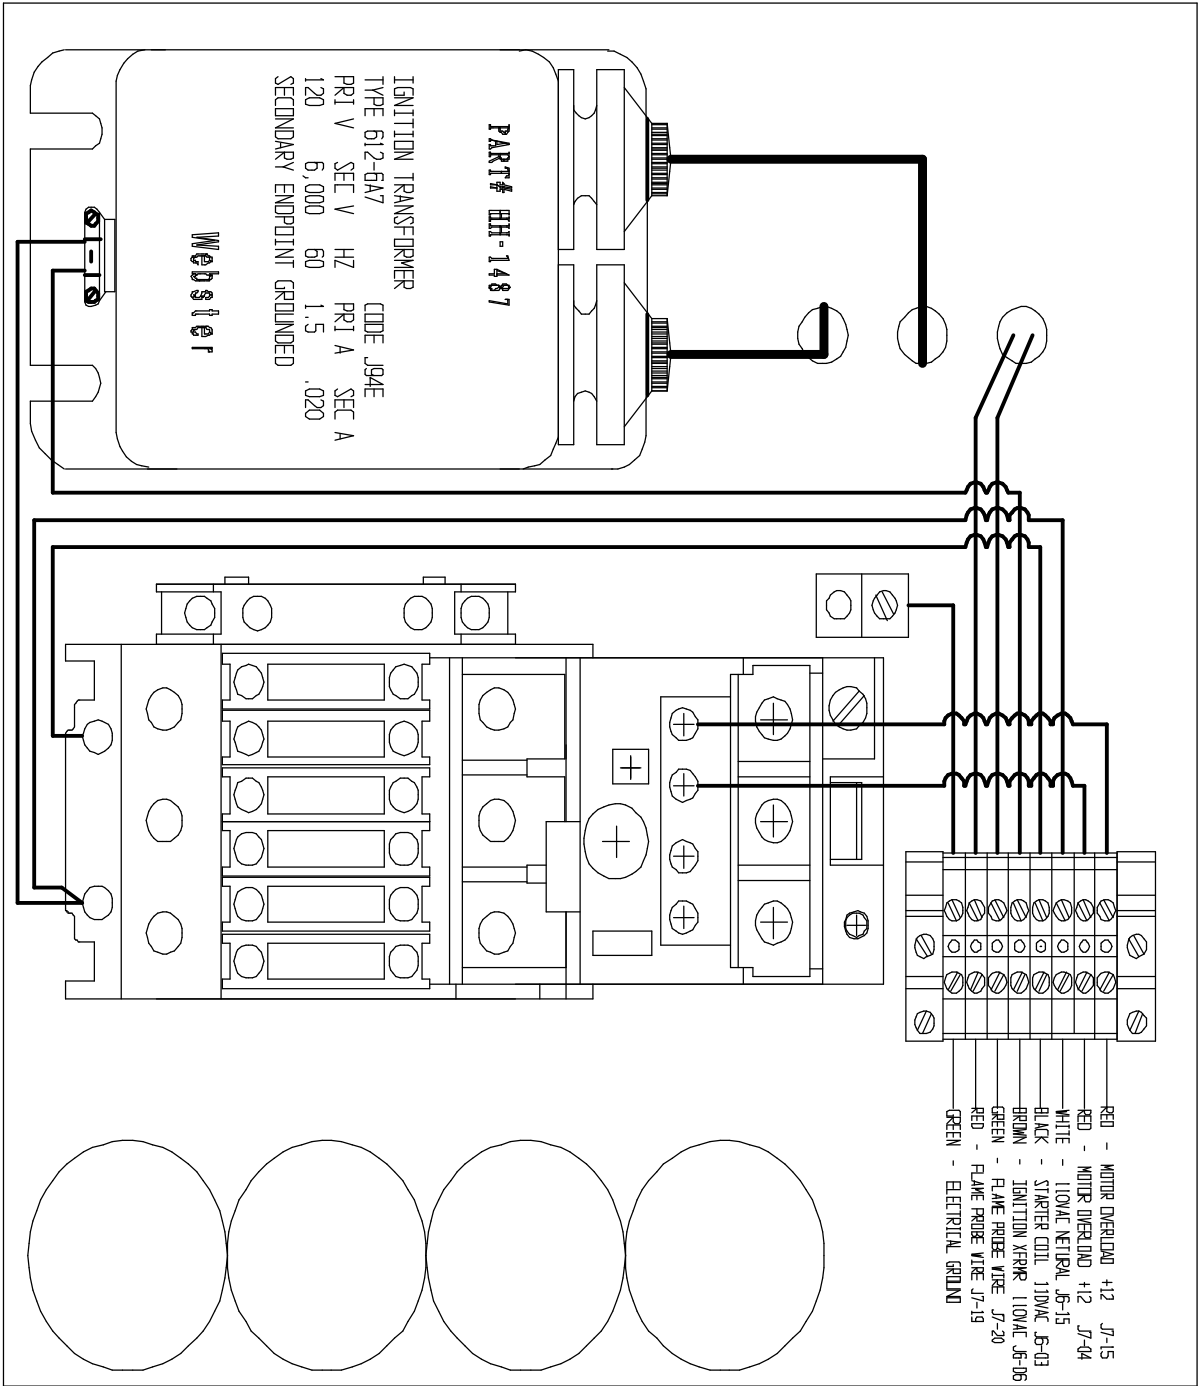 PART# HH-1487
IGNITION TRANSFORMER
TYPE 612-6A7 CODE J94E
PRI V SEC V HZ PRI A SEC A
120 6,000 60 1.5 .020
SECONDARY ENDPOINT GROUNDED
Webster
RED - MOTOR OVERLOAD +12 J7-15
RED - MOTOR OVERLOAD +12 J7-04
WHITE - 110VAC NETURAL J6-15
BLACK - STARTER COIL 110VAC J6-03
BROWN - IGNITION XFRMR 110VAC J6-06
GREEN - FLAME PROBE WIRE J7-20
RED - FLAME PROBE WIRE J7-19
GREEN - ELECTRICAL GROUND